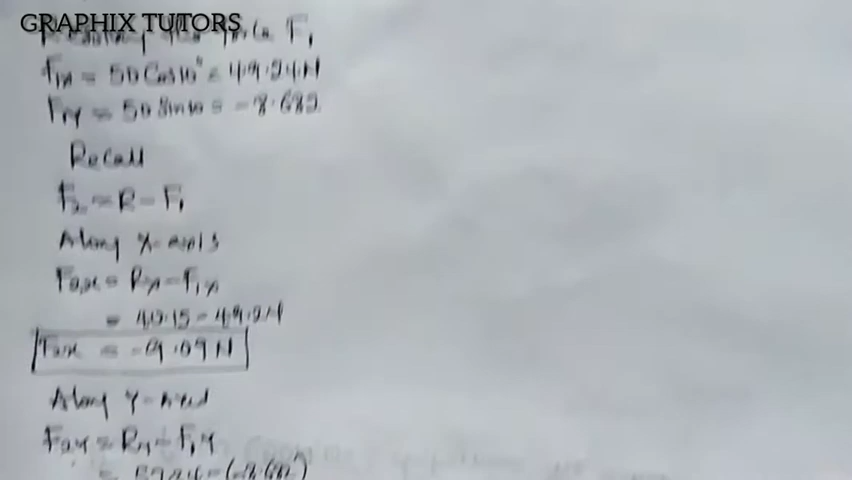 GRAPHIX TUTORS
F₁
F₁x = 50 Cos10° = 49.24N
F₁y = 50 Sin10 = -8.682
Recall
F₂ = R - F₁
Along X-axis
F₂x = Rx - F₁x
= 40.15 - 49.24
F₂x = -9.09 N
Along Y-
F₂y = Ry - F₁y